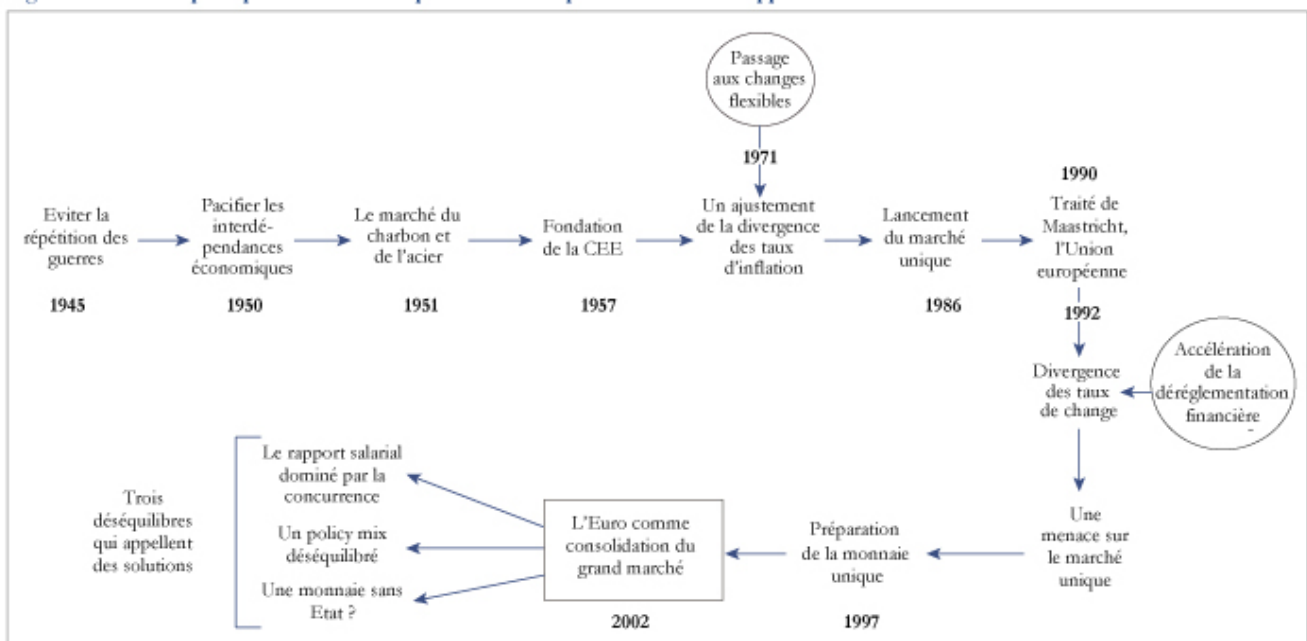 Passage
aux changes
flexibles
1971
1990
Eviter la
répétition des
guerres
1945
Pacifier les
interdé-
pendances
économiques
1950
Le marché du
charbon et
de l'acier
1951
Fondation
de la CEE
1957
Un ajustement
de la divergence
des taux
d'inflation
Lancement
du marché
unique
1986
Traité de
Maastricht,
l'Union
européenne
1992
Divergence
des taux
de change
Accélération
de la
déréglementation
financière
Une
menace sur
le marché
unique
Préparation
de la monnaie
unique
1997
L'Euro comme
consolidation du
grand marché
2002
Le rapport salarial
dominé par la
concurrence
Un policy mix
déséquilibré
Une monnaie sans
Etat ?
Trois
déséquilibres
qui appellent
des solutions